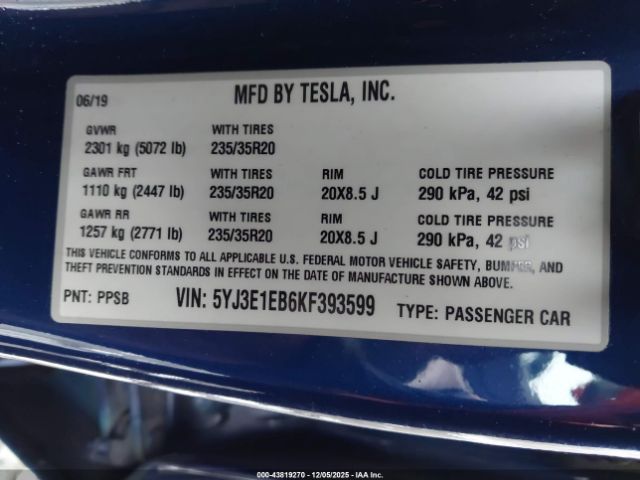 06/19 MFD BY TESLA, INC.
GVWR WITH TIRES
2301 kg (5072 lb) 235/35R20
GAWR FRT WITH TIRES RIM COLD TIRE PRESSURE
1110 kg (2447 lb) 235/35R20 20X8.5 J 290 kPa, 42 psi
GAWR RR WITH TIRES RIM COLD TIRE PRESSURE
1257 kg (2771 lb) 235/35R20 20X8.5 J 290 kPa, 42 psi
THIS VEHICLE CONFORMS TO ALL APPLICABLE U.S. FEDERAL MOTOR VEHICLE SAFETY, BUMPER, AND
THEFT PREVENTION STANDARDS IN EFFECT ON THE DATE OF MANUFACTURE SHOWN ABOVE.
PNT: PPSB VIN: 5YJ3E1EB6KF393599 TYPE: PASSENGER CAR
000-43819270 - 12/05/2025 - IAA Inc.